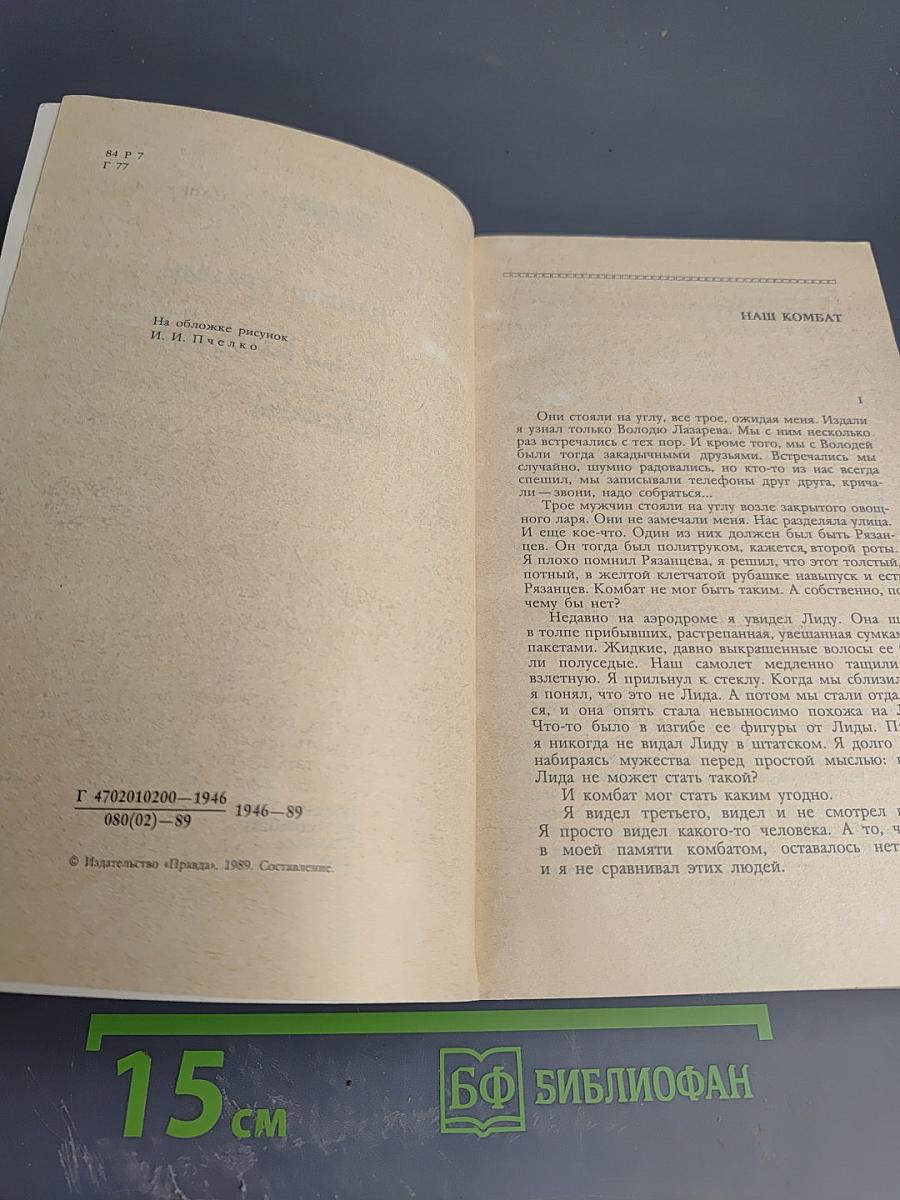 84 Р 7
Г 77
На обложке рисунок
И. И. Пчелко
Г 4702010200—1946
080(02)—89
1946—89
© Издательство «Правда», 1989. Составление.
НАШ КОМБАТ
1
Они стояли на углу, все трое, ожидая меня. Издали
я узнал только Володю Лазарева. Мы с ним несколько
раз встречались с тех пор. И кроме того, мы с Володей
были тогда закадычными друзьями. Встречались мы
случайно, шумно радовались, но кто-то из нас всегда
спешил, мы записывали телефоны друг друга, крича-
ли — звони, надо собраться...
Трое мужчин стояли на углу возле закрытого овощ-
ного ларя. Они не замечали меня. Нас разделяла улица.
И еще кое-что. Один из них должен был быть Рязан-
цев. Он тогда был политруком, кажется, второй роты.
Я плохо помнил Рязанцева, я решил, что этот толстый,
потный, в желтой клетчатой рубашке навыпуск и есть
Рязанцев. Комбат не мог быть таким. А собственно, по
чему бы нет?
Недавно на аэродроме я увидел Лиду. Она ш
в толпе прибывших, растрепанная, увешанная сумкам
пакетами. Жидкие, давно выкрашенные волосы ее б
ли полуседые. Наш самолет медленно тащили
взлетную. Я прильнул к стеклу. Когда мы сблизил
я понял, что это не Лида. А потом мы стали отдал
ся, и она опять стала невыносимо похожа на Л
Что-то было в изгибе ее фигуры от Лиды. П
я никогда не видал Лиду в штатском. Я долго
набираясь мужества перед простой мыслью:
Лида не может стать такой?
И комбат мог стать каким угодно.
Я видел третьего, видел и не смотрел
Я просто видел какого-то человека. А то, ч
в моей памяти комбатом, оставалось нет
и я не сравнивал этих людей.
15 см
БФ БИБЛИОФАН